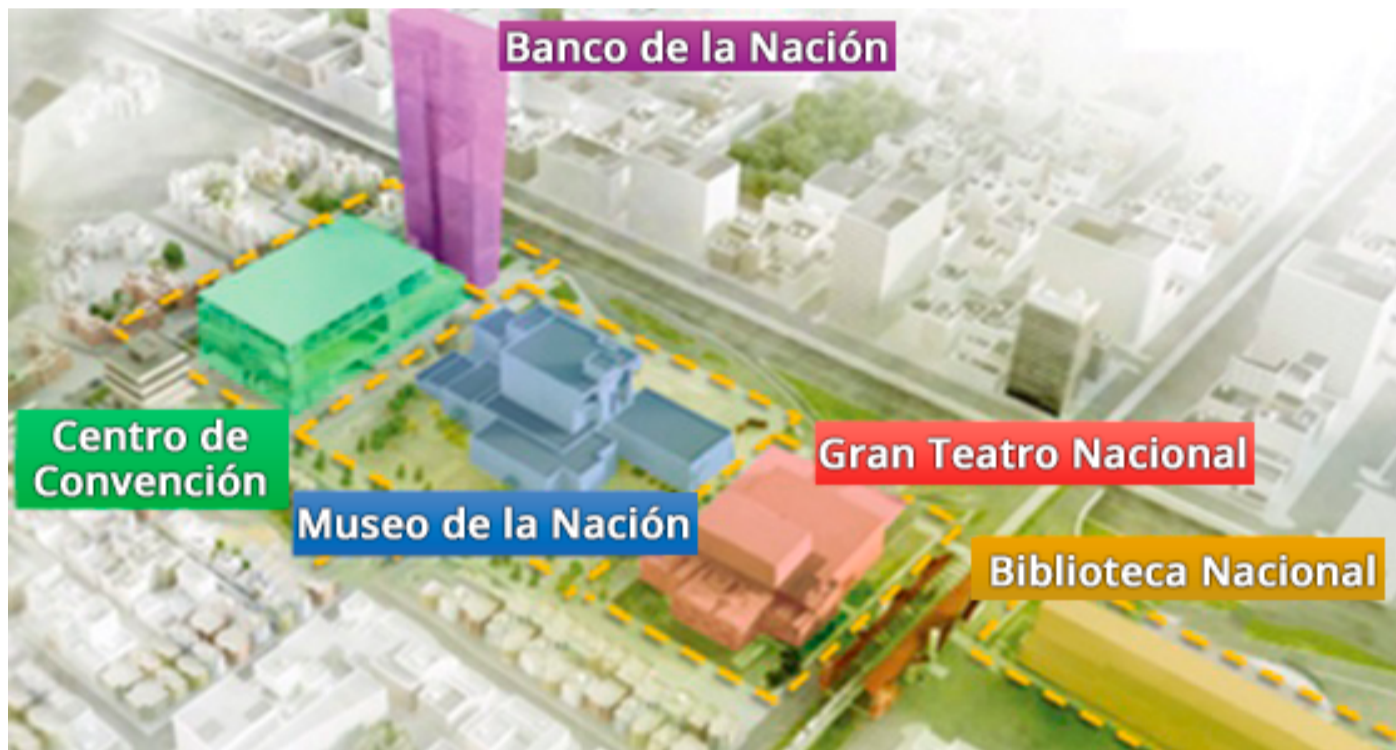 Banco de la Nación
Centro de
Convención
Museo de la Nación
Gran Teatro Nacional
Biblioteca Nacional